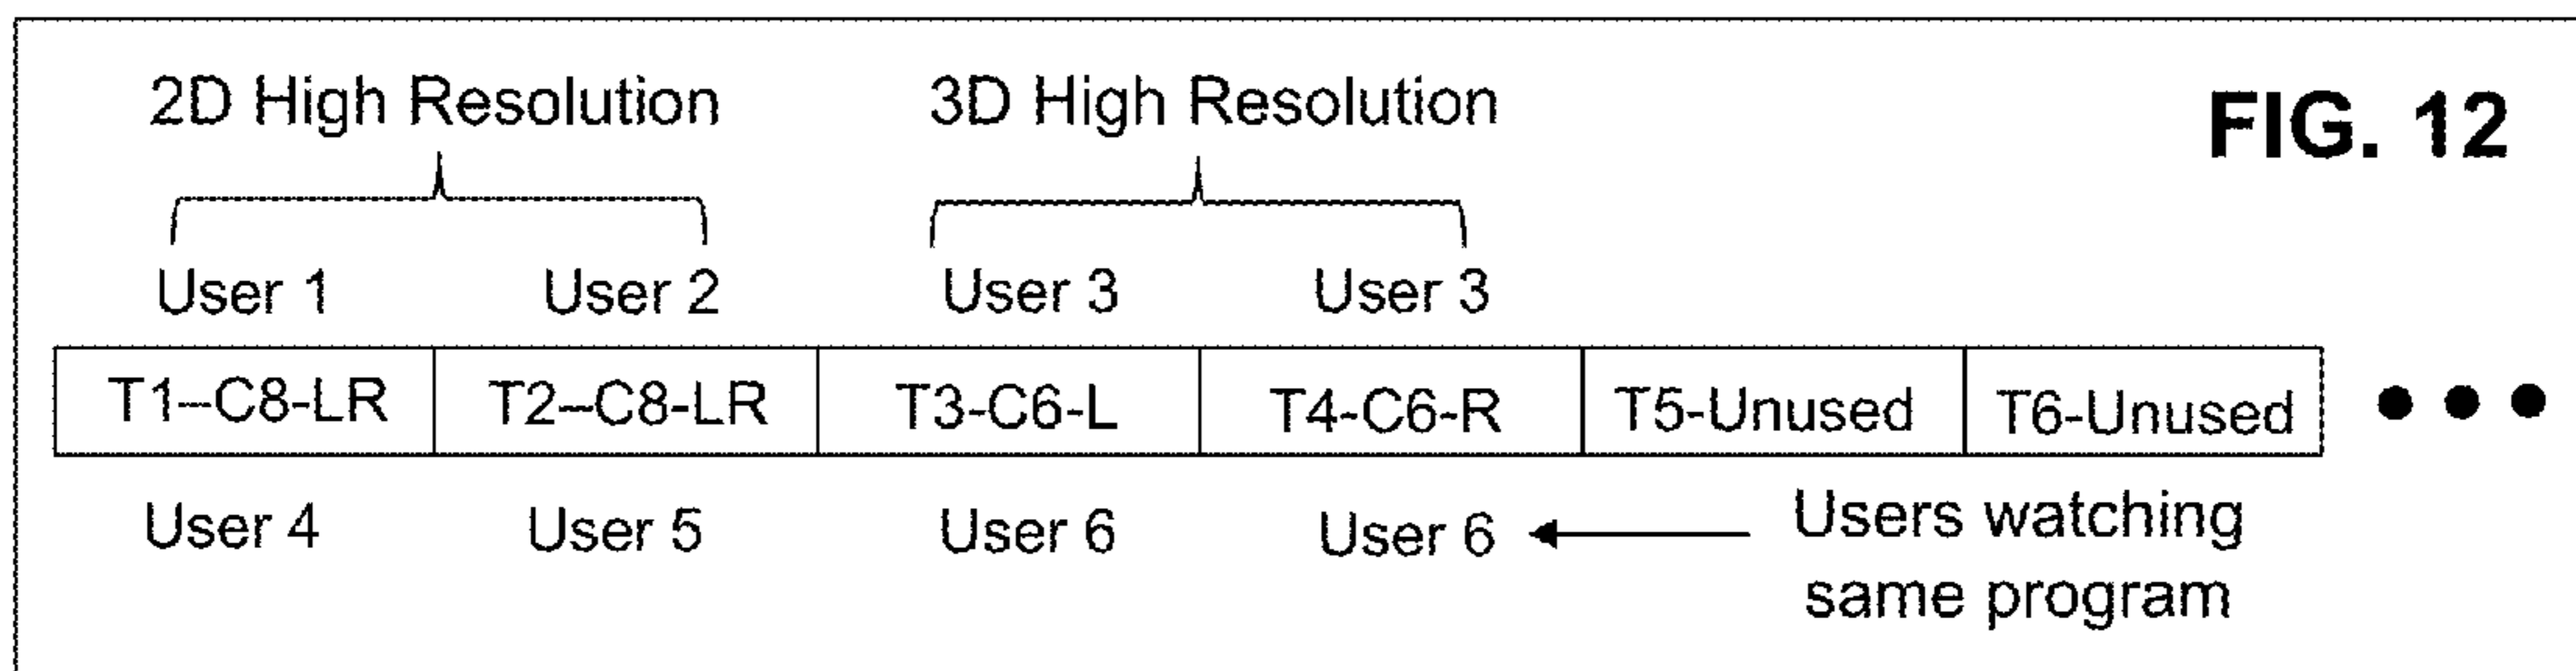 2D High Resolution 3D High Resolution FIG. 12
User 1 User 2 User 3 User 3
T1--C8-LR T2--C8-LR T3-C6-L T4-C6-R T5-Unused T6-Unused
User 4 User 5 User 6 User 6 Users watching
same program